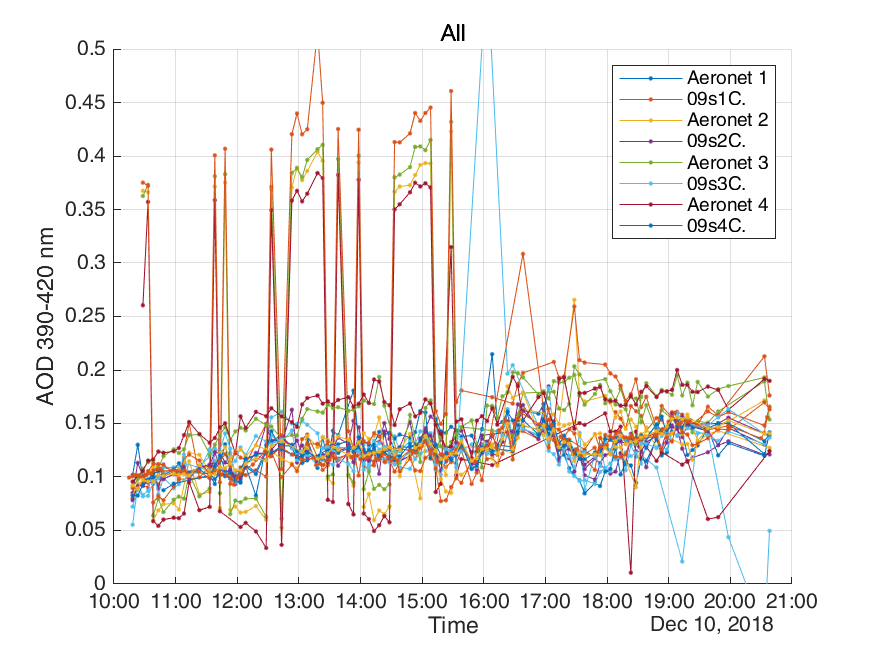 All
0.5
0.45
0.4
0.35
0.3
0.25
0.2
0.15
0.1
0.05
0
AOD 390-420 nm
Aeronet 1
09s1C.
Aeronet 2
09s2C.
Aeronet 3
09s3C.
Aeronet 4
09s4C.
10:00 11:00 12:00 13:00 14:00 15:00 16:00 17:00 18:00 19:00 20:00 21:00
Time
Dec 10, 2018